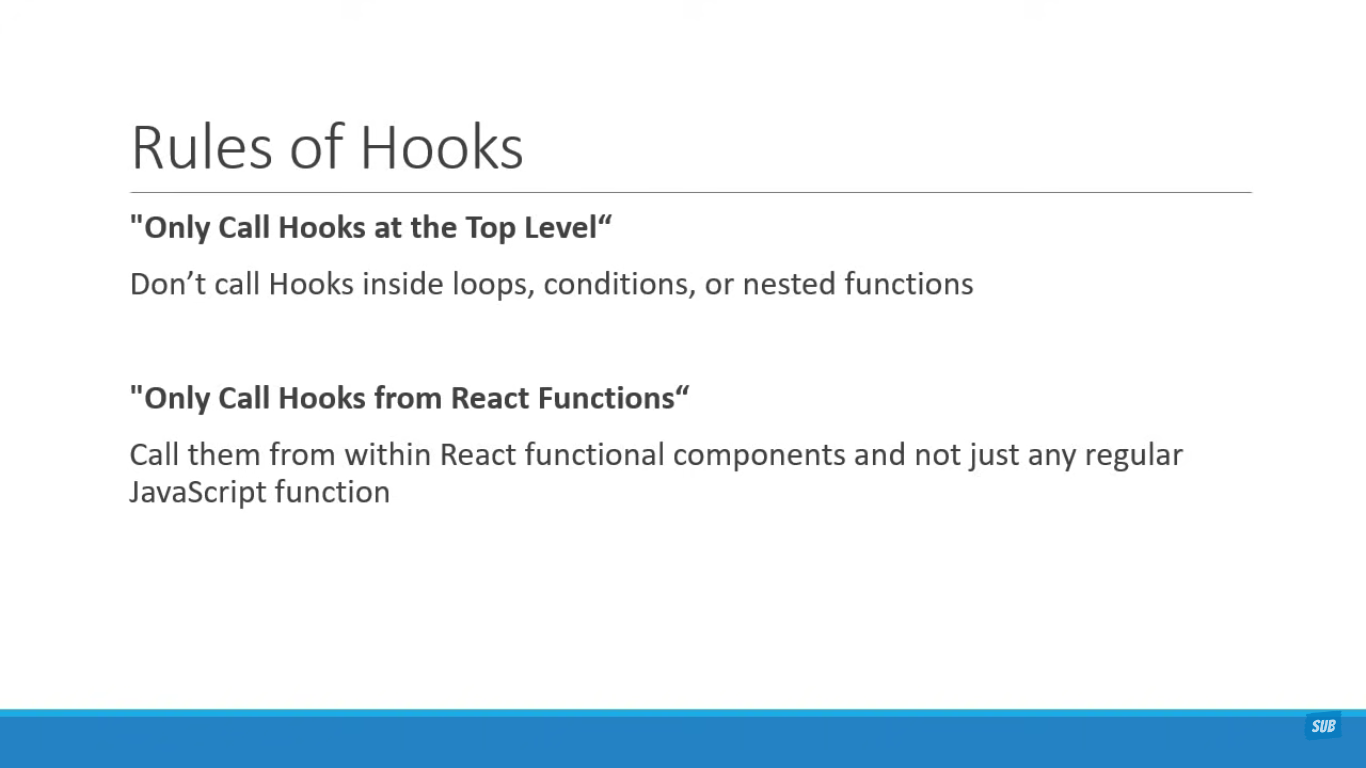 Rules of Hooks
"Only Call Hooks at the Top Level“
Don’t call Hooks inside loops, conditions, or nested functions
"Only Call Hooks from React Functions“
Call them from within React functional components and not just any regular
JavaScript function
SUB